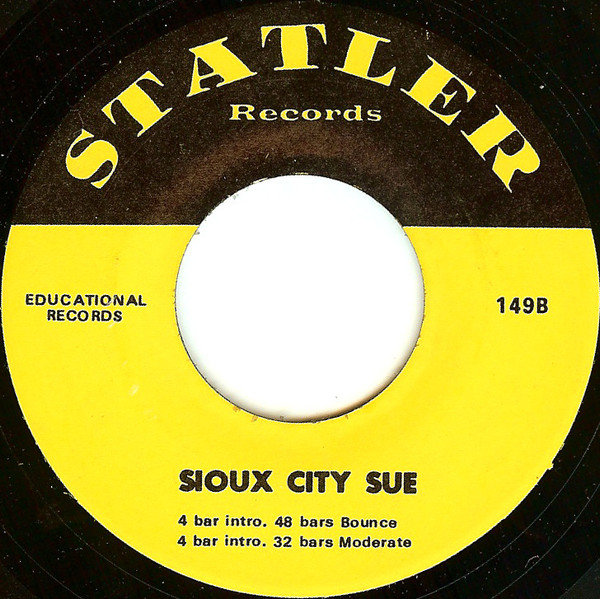 STATLER
Records
EDUCATIONAL
RECORDS
149B
SIOUX CITY SUE
4 bar intro. 48 bars Bounce
4 bar intro. 32 bars Moderate